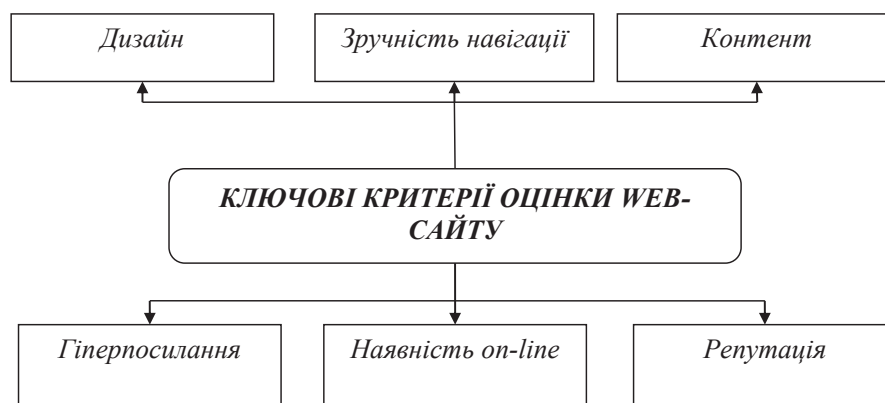 Дизайн
Зручність навігації
Контент
КЛЮЧОВІ КРИТЕРІЇ ОЦІНКИ WEB-
САЙТУ
Гіперпосилання
Наявність on-line
Репутація